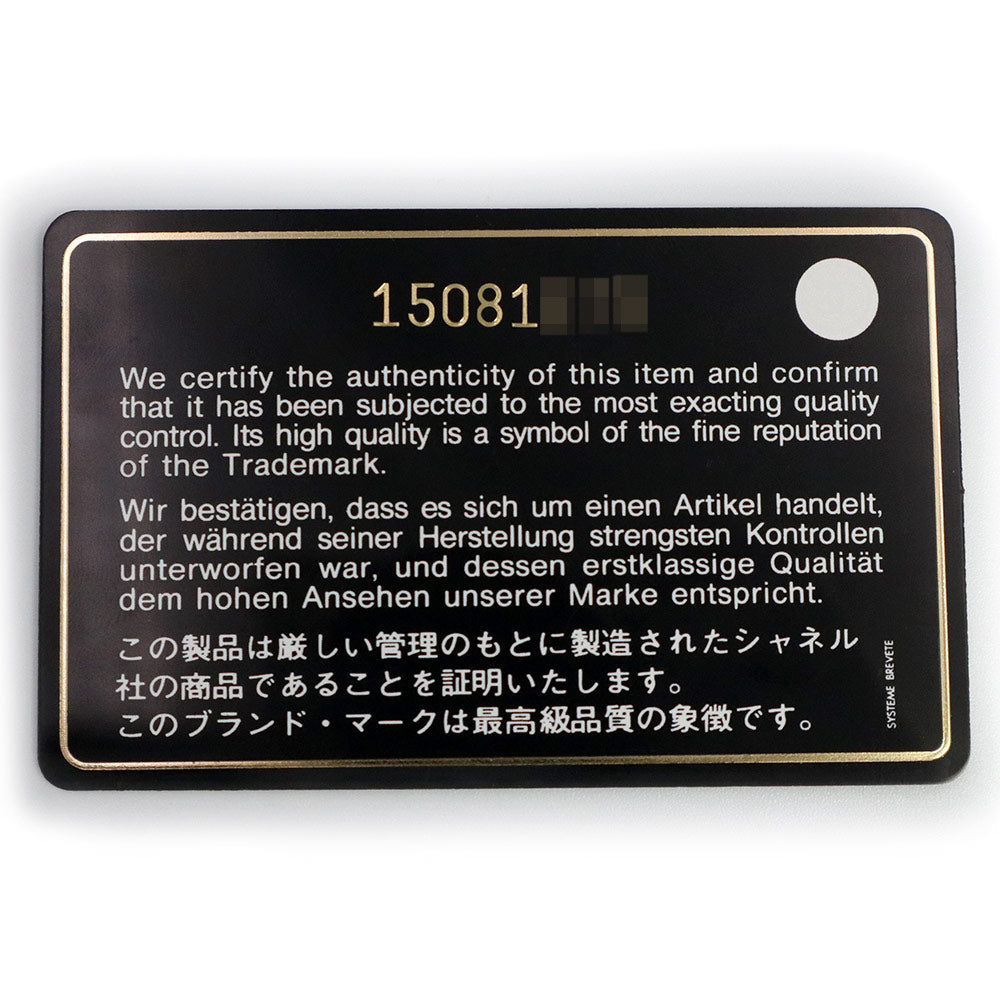 15081
We certify the authenticity of this item and confirm
that it has been subjected to the most exacting quality
control. Its high quality is a symbol of the fine reputation
of the Trademark.
Wir bestätigen, dass es sich um einen Artikel handelt,
der während seiner Herstellung strengsten Kontrollen
unterworfen war, und dessen erstklassige Qualität
dem hohen Ansehen unserer Marke entspricht.
この製品は厳しい管理のもとに製造されたシャネル
社の商品であることを証明いたします。
このブランド・マークは最高級品質の象徴です。
SYSTEME BREVETE